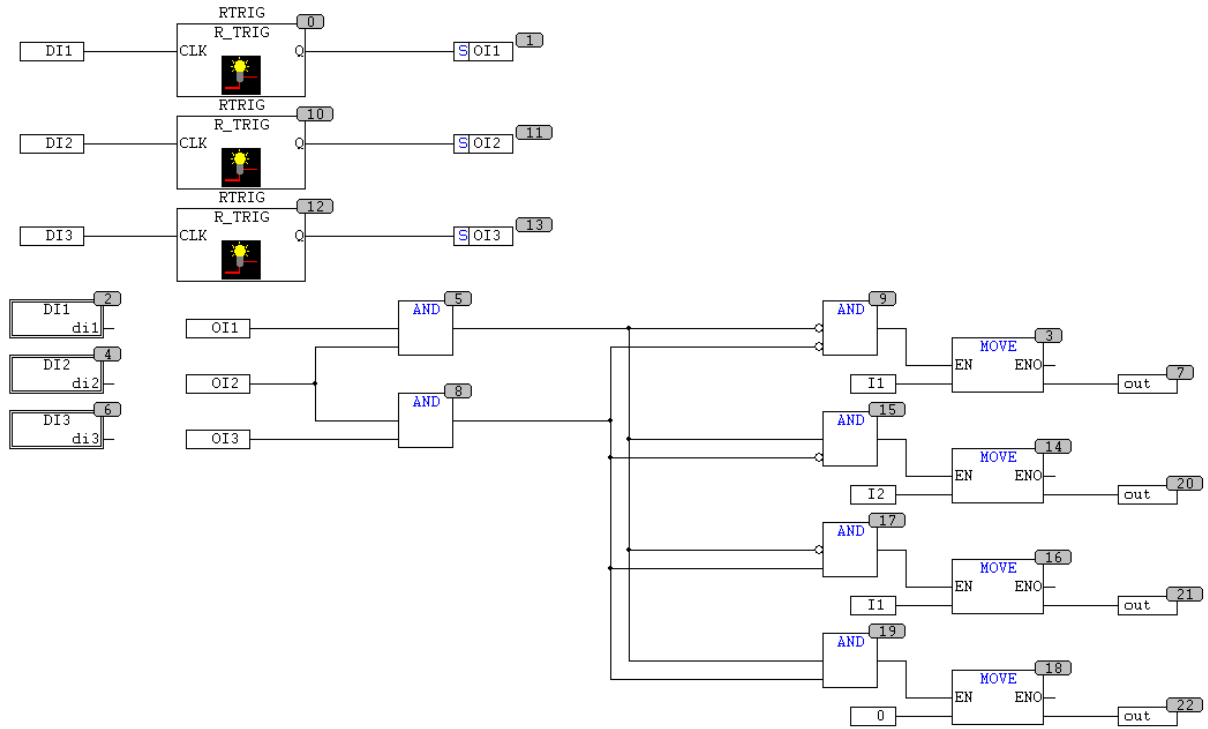 RTRIG
0
R_TRIG
DI1 CLK Q S OI1
1
RTRIG
10
R_TRIG
DI2 CLK Q S OI2
11
RTRIG
12
R_TRIG
DI3 CLK Q S OI3
13
2
DI1
di1
4
DI2
di2
6
DI3
di3
OI1
OI2
OI3
5
AND
8
AND
9
AND
3
MOVE
EN ENO
I1
7
out
15
AND
14
MOVE
EN ENO
I2
20
out
17
AND
16
MOVE
EN ENO
I1
21
out
19
AND
18
MOVE
EN ENO
0
22
out